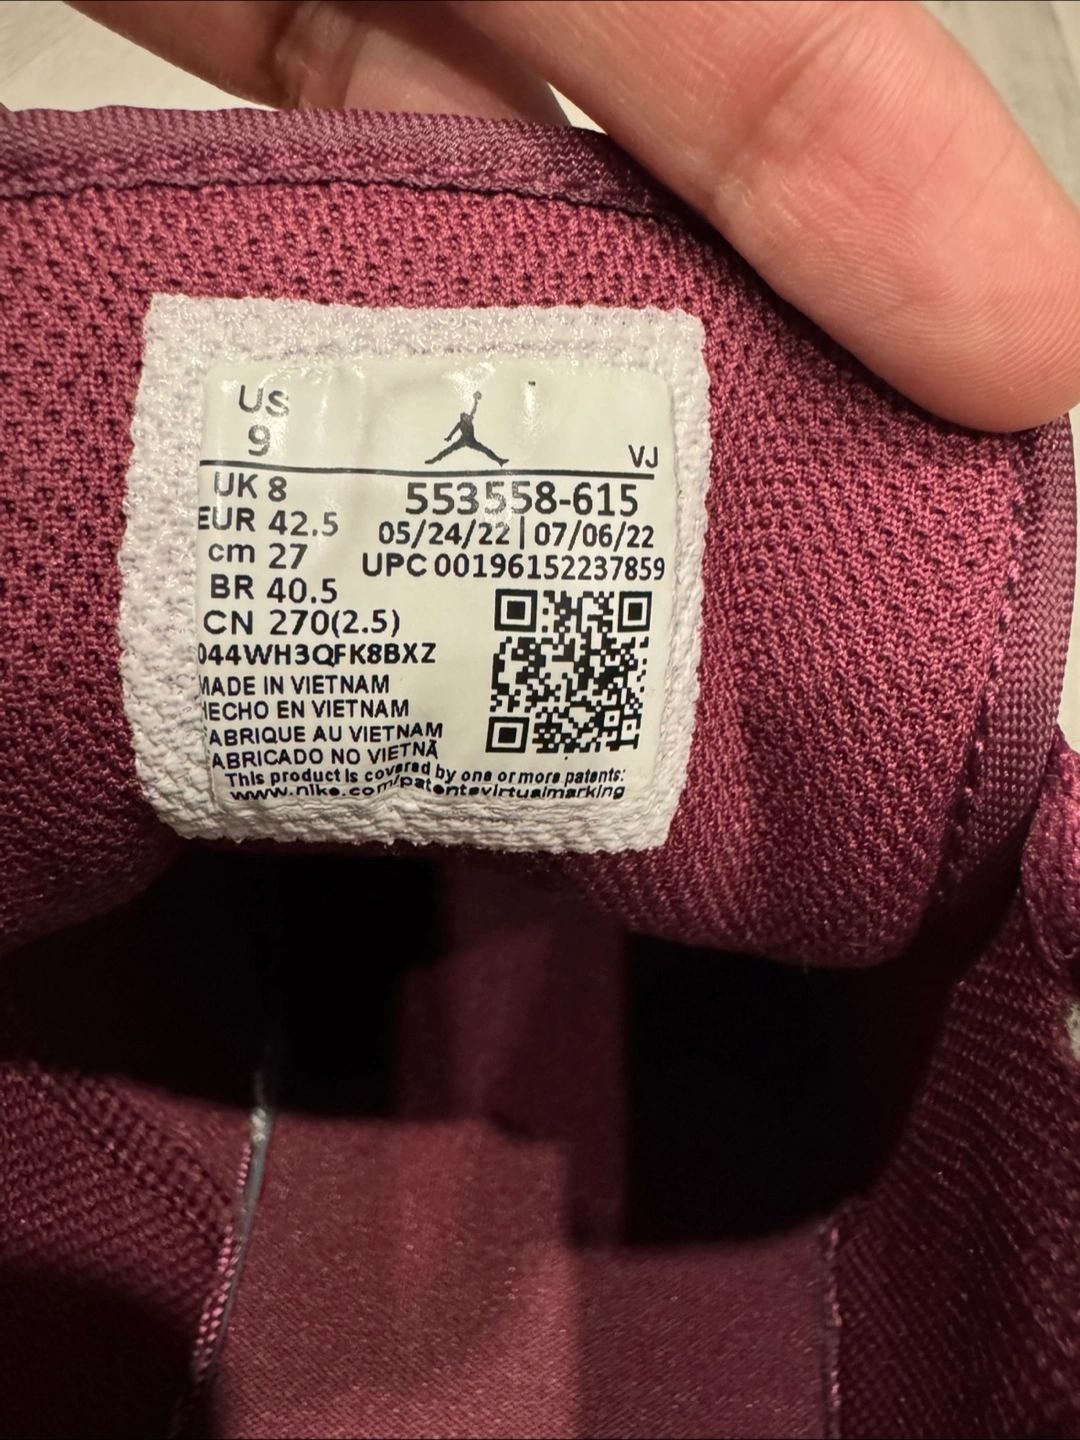 US
9
VJ
UK 8
553558-615
EUR 42.5
05/24/22 | 07/06/22
cm 27
UPC 00196152237859
BR 40.5
CN 270(2.5)
044WH3QFK8BXZ
MADE IN VIETNAM
HECHO EN VIETNAM
FABRIQUE AU VIETNAM
FABRICADO NO VIETNÃ
This product is covered by one or more patents:
www.nike.com/patentsvirtualmarking